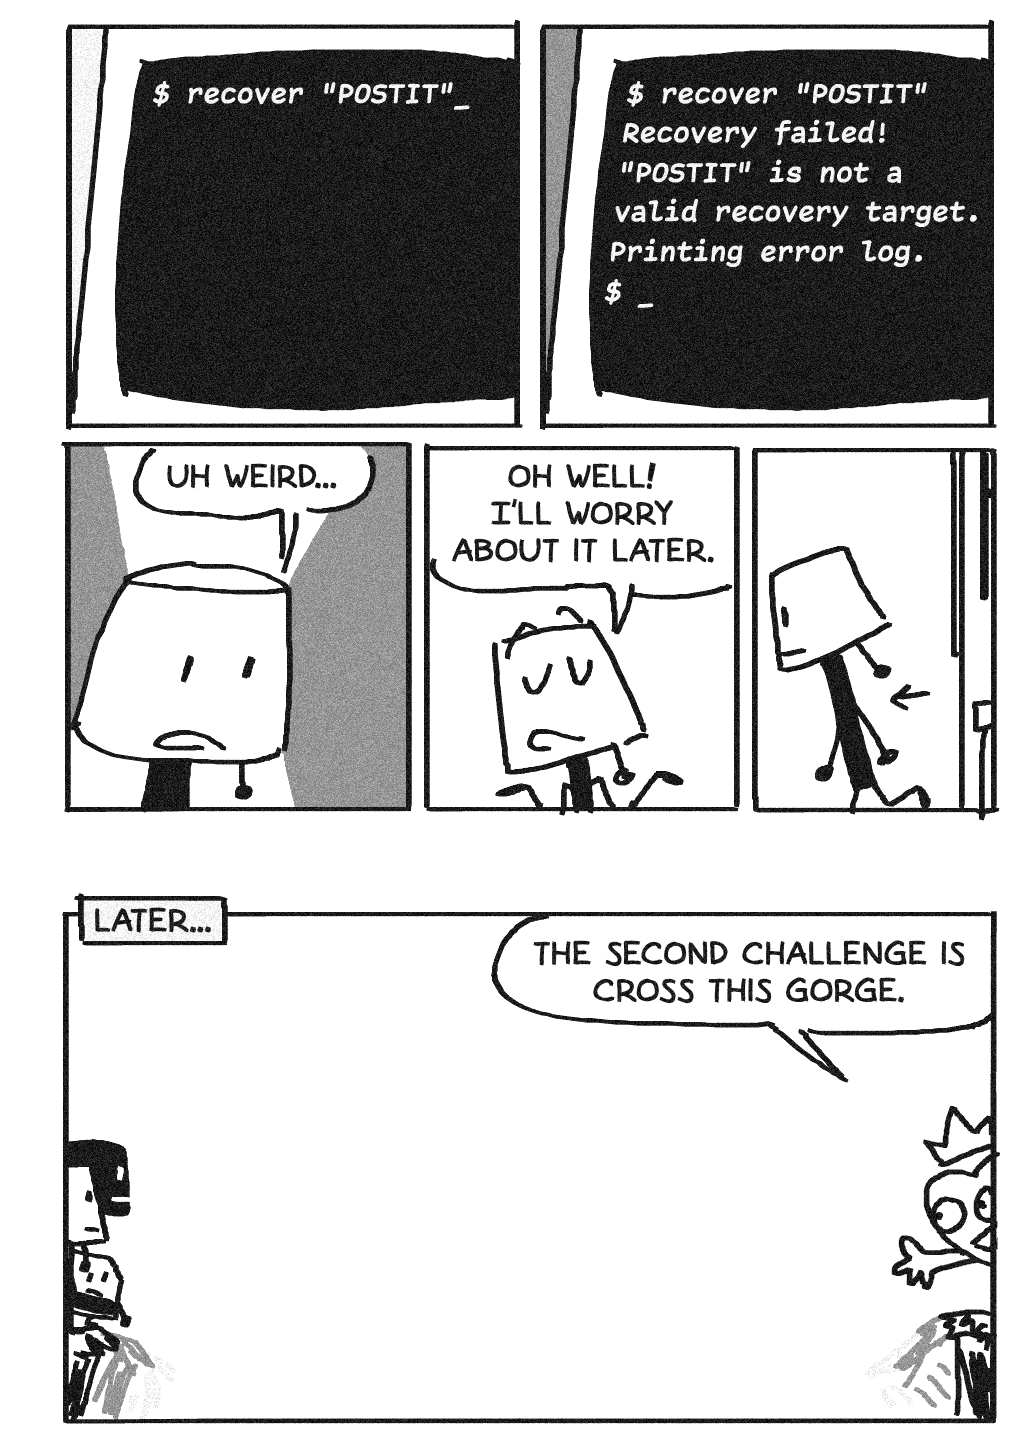 $ recover "POSTIT"_
$ recover "POSTIT"
Recovery failed!
"POSTIT" is not a
valid recovery target.
Printing error log.
$ _
UH WEIRD...
OH WELL!
I'LL WORRY
ABOUT IT LATER.
LATER...
THE SECOND CHALLENGE IS
CROSS THIS GORGE.